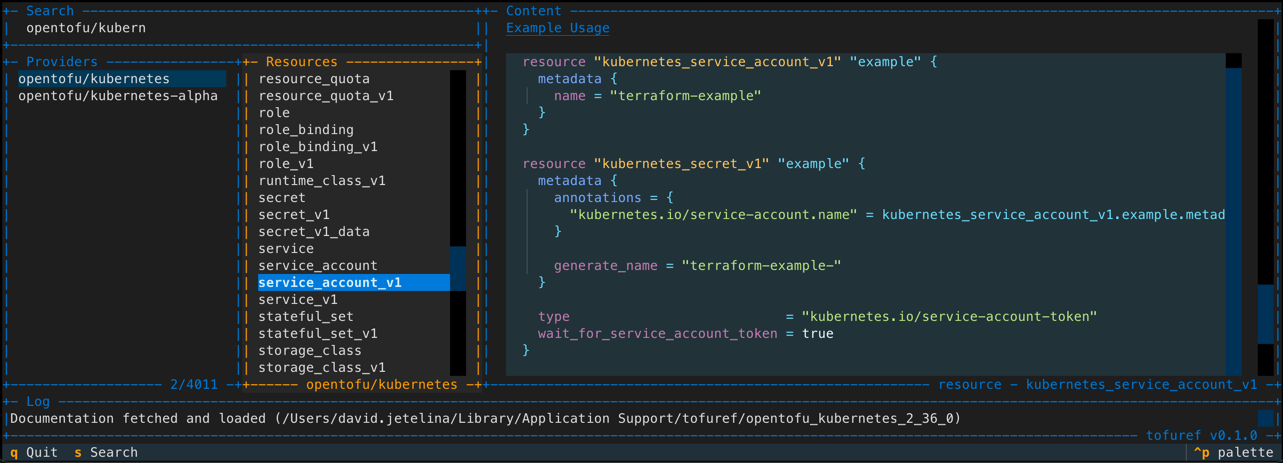 Search
opentofu/kubern
Providers
opentofu/kubernetes
opentofu/kubernetes-alpha
2/4011
Resources
resource_quota
resource_quota_v1
role
role_binding
role_binding_v1
role_v1
runtime_class_v1
secret
secret_v1
secret_v1_data
service
service_account
service_account_v1
service_v1
stateful_set
stateful_set_v1
storage_class
storage_class_v1
opentofu/kubernetes
Content
Example Usage
resource "kubernetes_service_account_v1" "example" {
  metadata {
    name = "terraform-example"
  }
}
resource "kubernetes_secret_v1" "example" {
  metadata {
    annotations = {
      "kubernetes.io/service-account.name" = kubernetes_service_account_v1.example.metad
    }
    generate_name = "terraform-example-"
  }
  type                           = "kubernetes.io/service-account-token"
  wait_for_service_account_token = true
}
resource - kubernetes_service_account_v1
Log
Documentation fetched and loaded (/Users/david.jetelina/Library/Application Support/tofuref/opentofu_kubernetes_2_36_0)
tofuref v0.1.0
q Quit  s Search
^p palette